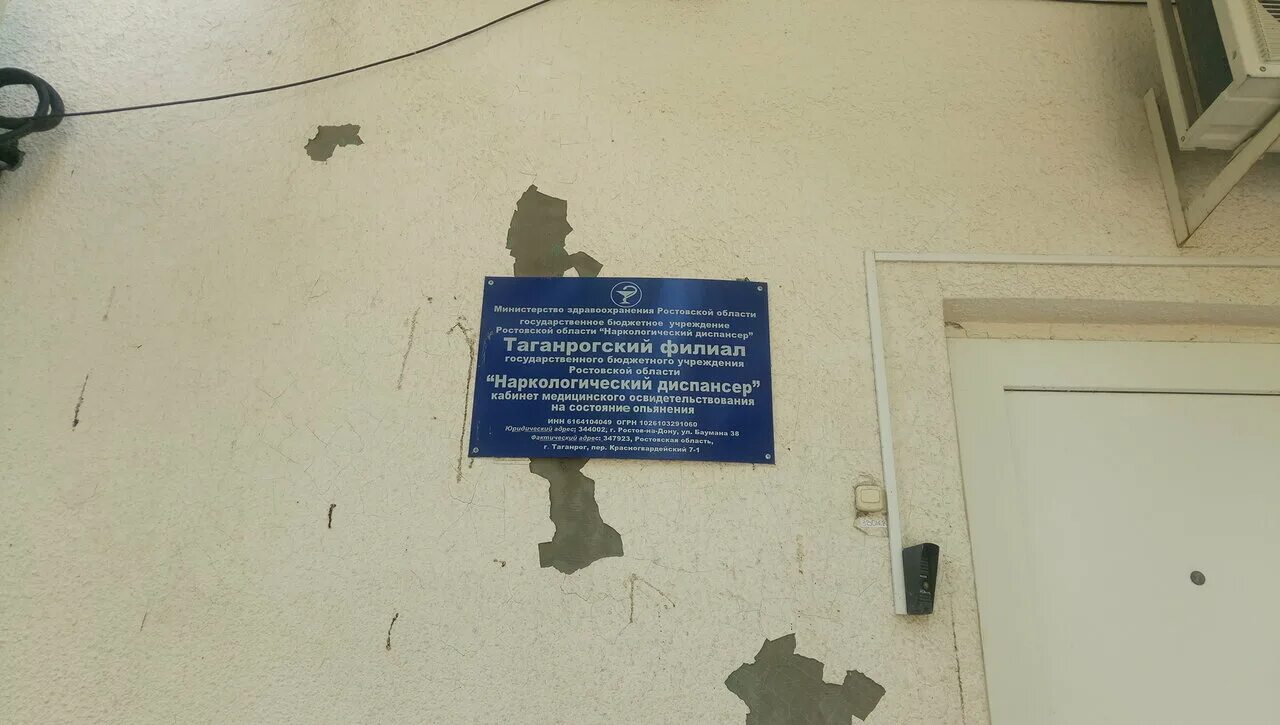 Министерство здравоохранения Ростовской области
государственное бюджетное учреждение
Ростовской области "Наркологический диспансер"
Таганрогский филиал
государственного бюджетного учреждения
Ростовской области
"Наркологический диспансер"
кабинет медицинского освидетельствования
на состояние опьянения
ИНН 6164104049 ОГРН 1026103291060
Юридический адрес: 344002, г. Ростов-на-Дону, ул. Баумана 38
Фактический адрес: 347923, Ростовская область,
г. Таганрог, пер. Красногвардейский 7-1